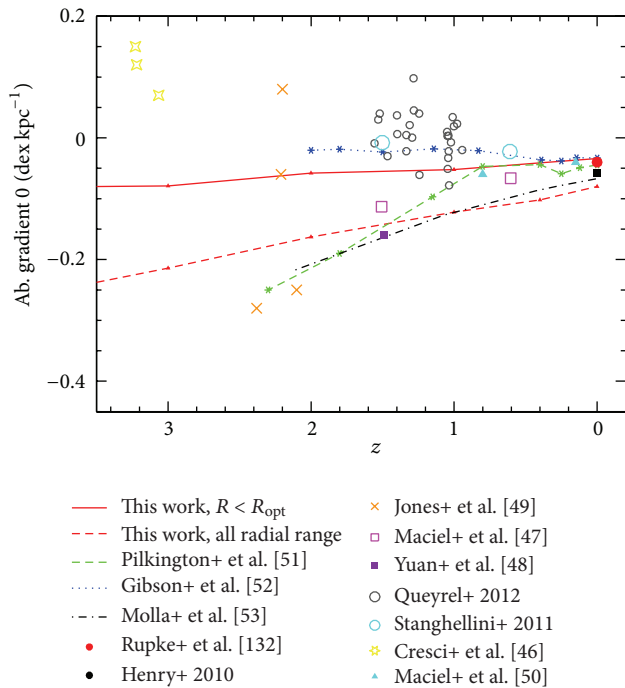 0.2
0
−0.2
−0.4
Ab. gradient 0 (dex kpc−1)
3
2
1
0
z
This work, R < Ropt
This work, all radial range
Pilkington+ et al. [51]
Gibson+ et al. [52]
Molla+ et al. [53]
Rupke+ et al. [132]
Henry+ 2010
Jones+ et al. [49]
Maciel+ et al. [47]
Yuan+ et al. [48]
Queyrel+ 2012
Stanghellini+ 2011
Cresci+ et al. [46]
Maciel+ et al. [50]